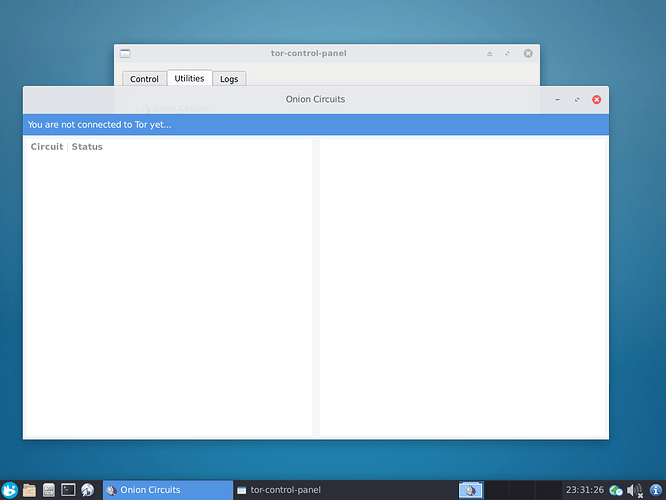 tor-control-panel
Control Utilities Logs
Onion Circuits
Onion Circuits
You are not connected to Tor yet...
Circuit Status
Onion Circuits tor-control-panel 23:31:26